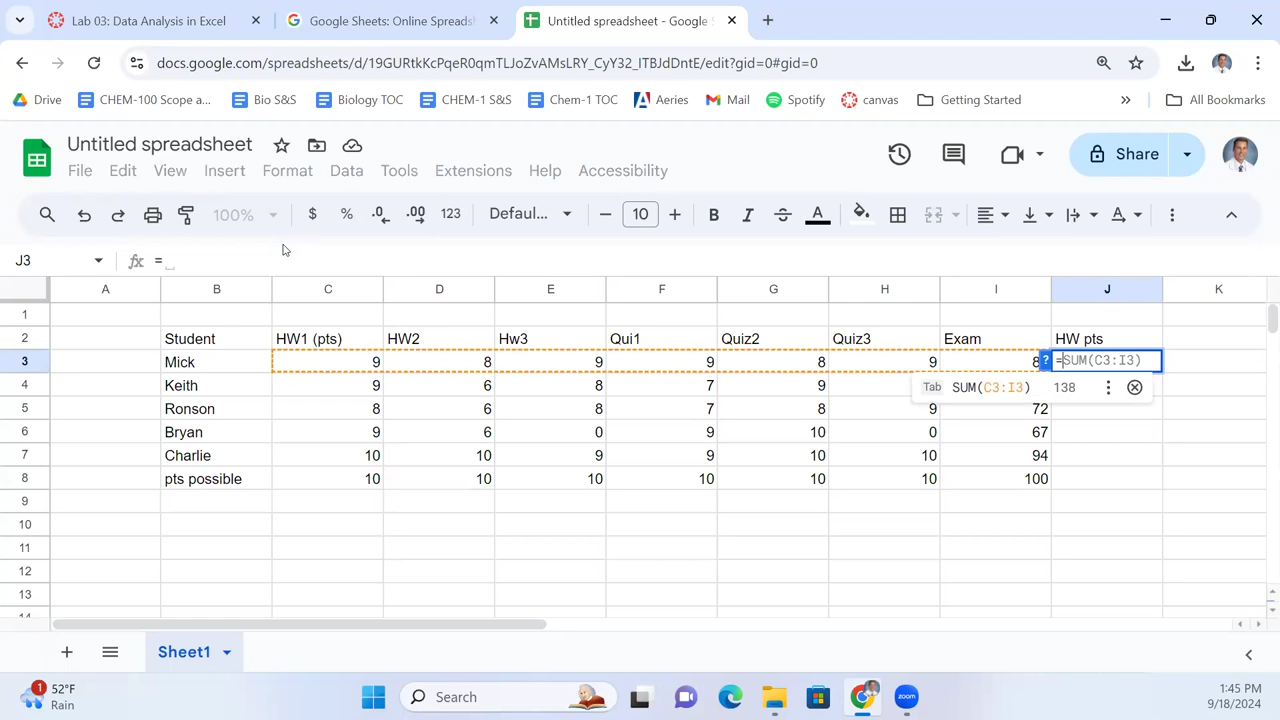 Lab 03: Data Analysis in Excel
Google Sheets: Online Spreads
Untitled spreadsheet - Google S
docs.google.com/spreadsheets/d/19GURtkKcPqeR0qmTLJoZvAMsLRY_CyY32_ITBJdDntE/edit?gid=0#gid=0
Drive CHEM-100 Scope a... Bio S&S Biology TOC CHEM-1 S&S Chem-1 TOC Aeries Mail Spotify canvas Getting Started » All Bookmarks
Untitled spreadsheet
Share
File Edit View Insert Format Data Tools Extensions Help Accessibility
100% $ % .0 .00 123 Defaul... − 10 + B I S A A
J3 fx =
A B C D E F G H I J K
1
2 Student HW1 (pts) HW2 Hw3 Qui1 Quiz2 Quiz3 Exam HW pts
3 Mick 9 8 9 9 8 9 8 ? =SUM(C3:I3)
Tab SUM(C3:I3) 138
4 Keith 9 6 8 7 9
5 Ronson 8 6 8 7 8 9 72
6 Bryan 9 6 0 9 10 0 67
7 Charlie 10 10 9 9 10 10 94
8 pts possible 10 10 10 10 10 10 100
9
10
11
12
13
14
+ Sheet1
1 52°F
Rain
Search
zoom
1:45 PM
9/18/2024